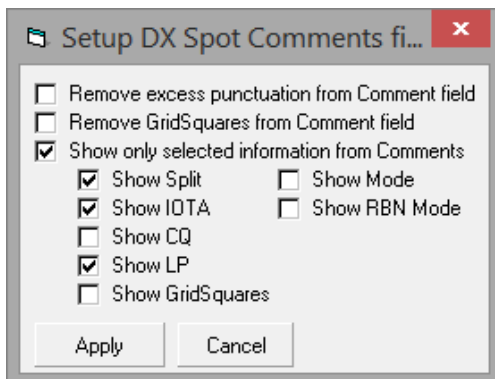 Setup DX Spot Comments fi...
Remove excess punctuation from Comment field
Remove GridSquares from Comment field
Show only selected information from Comments
Show Split Show Mode
Show IOTA Show RBN Mode
Show CQ
Show LP
Show GridSquares
Apply Cancel